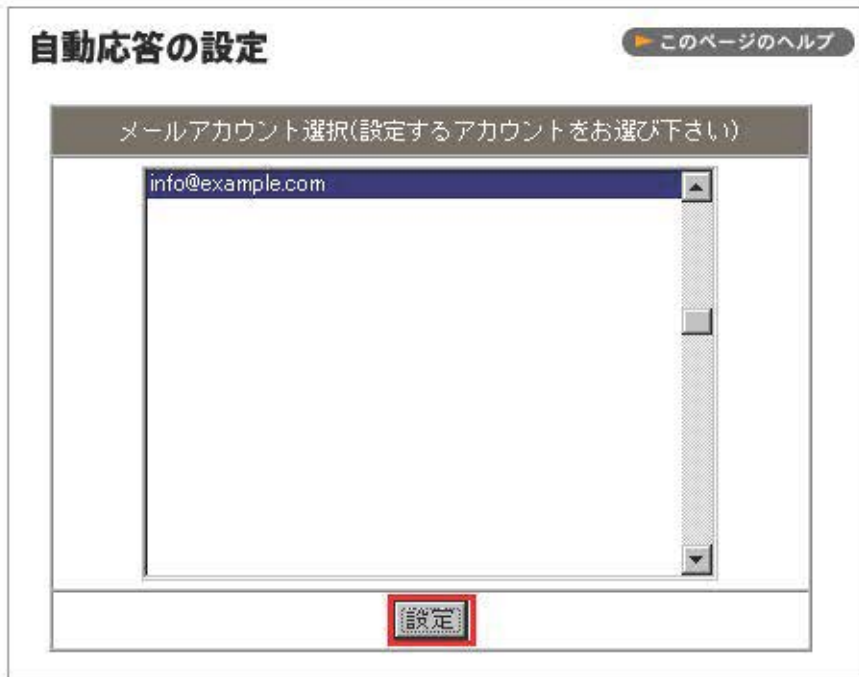 自動応答の設定
このページのヘルプ
メールアカウント選択(設定するアカウントをお選び下さい)
info@example.com
設定